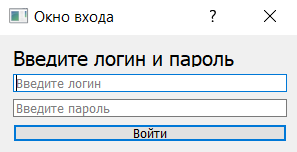 Окно входа
Введите логин и пароль
Введите логин
Введите пароль
Войти